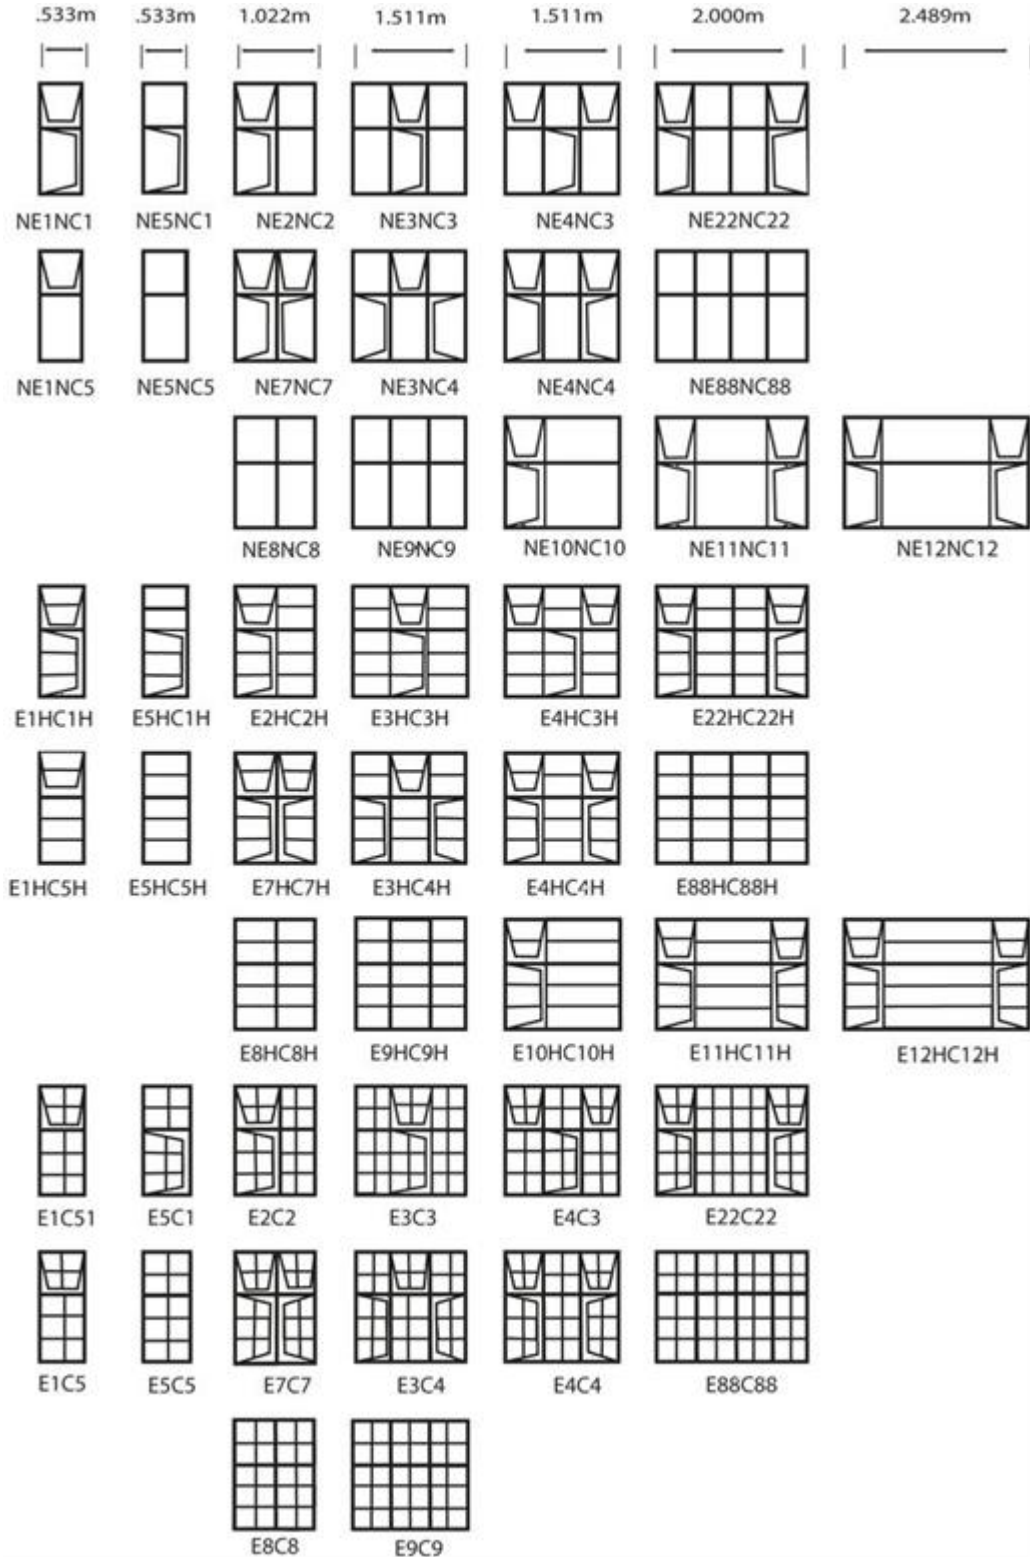 .533m .533m 1.022m 1.511m 1.511m 2.000m 2.489m
NE1NC1 NE5NC1 NE2NC2 NE3NC3 NE4NC3 NE22NC22
NE1NC5 NE5NC5 NE7NC7 NE3NC4 NE4NC4 NE88NC88
NE8NC8 NE9NC9 NE10NC10 NE11NC11 NE12NC12
E1HC1H E5HC1H E2HC2H E3HC3H E4HC3H E22HC22H
E1HC5H E5HC5H E7HC7H E3HC4H E4HC4H E88HC88H
E8HC8H E9HC9H E10HC10H E11HC11H E12HC12H
E1C51 E5C1 E2C2 E3C3 E4C3 E22C22
E1C5 E5C5 E7C7 E3C4 E4C4 E88C88
E8C8 E9C9